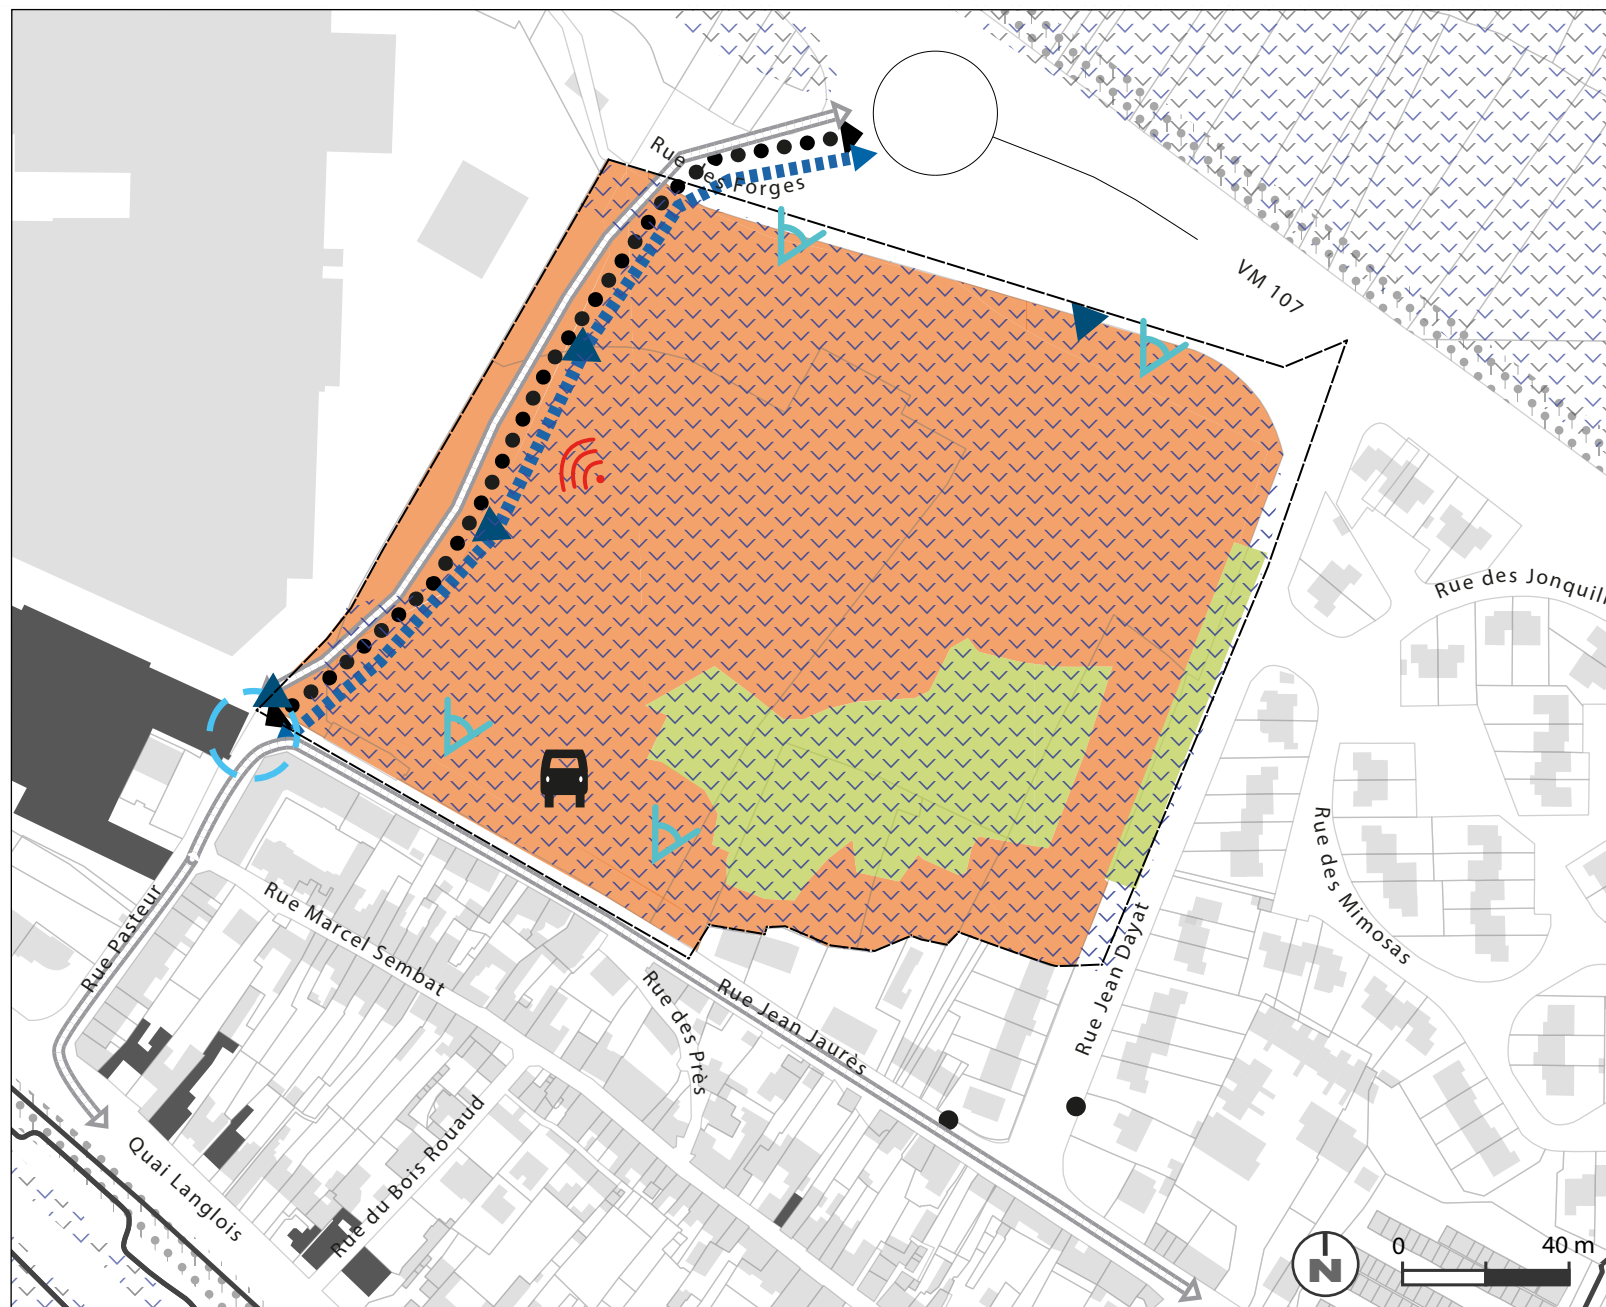 Rue des Forges
VM 107
Rue des Jonquill
Rue des Mimosas
Rue Pasteur
Rue Marcel Sembat
Rue des Près
Rue Jean Jaurès
Rue Jean Dayat
Quai Langlois
Rue du Bois Rouaud
N
0 40 m